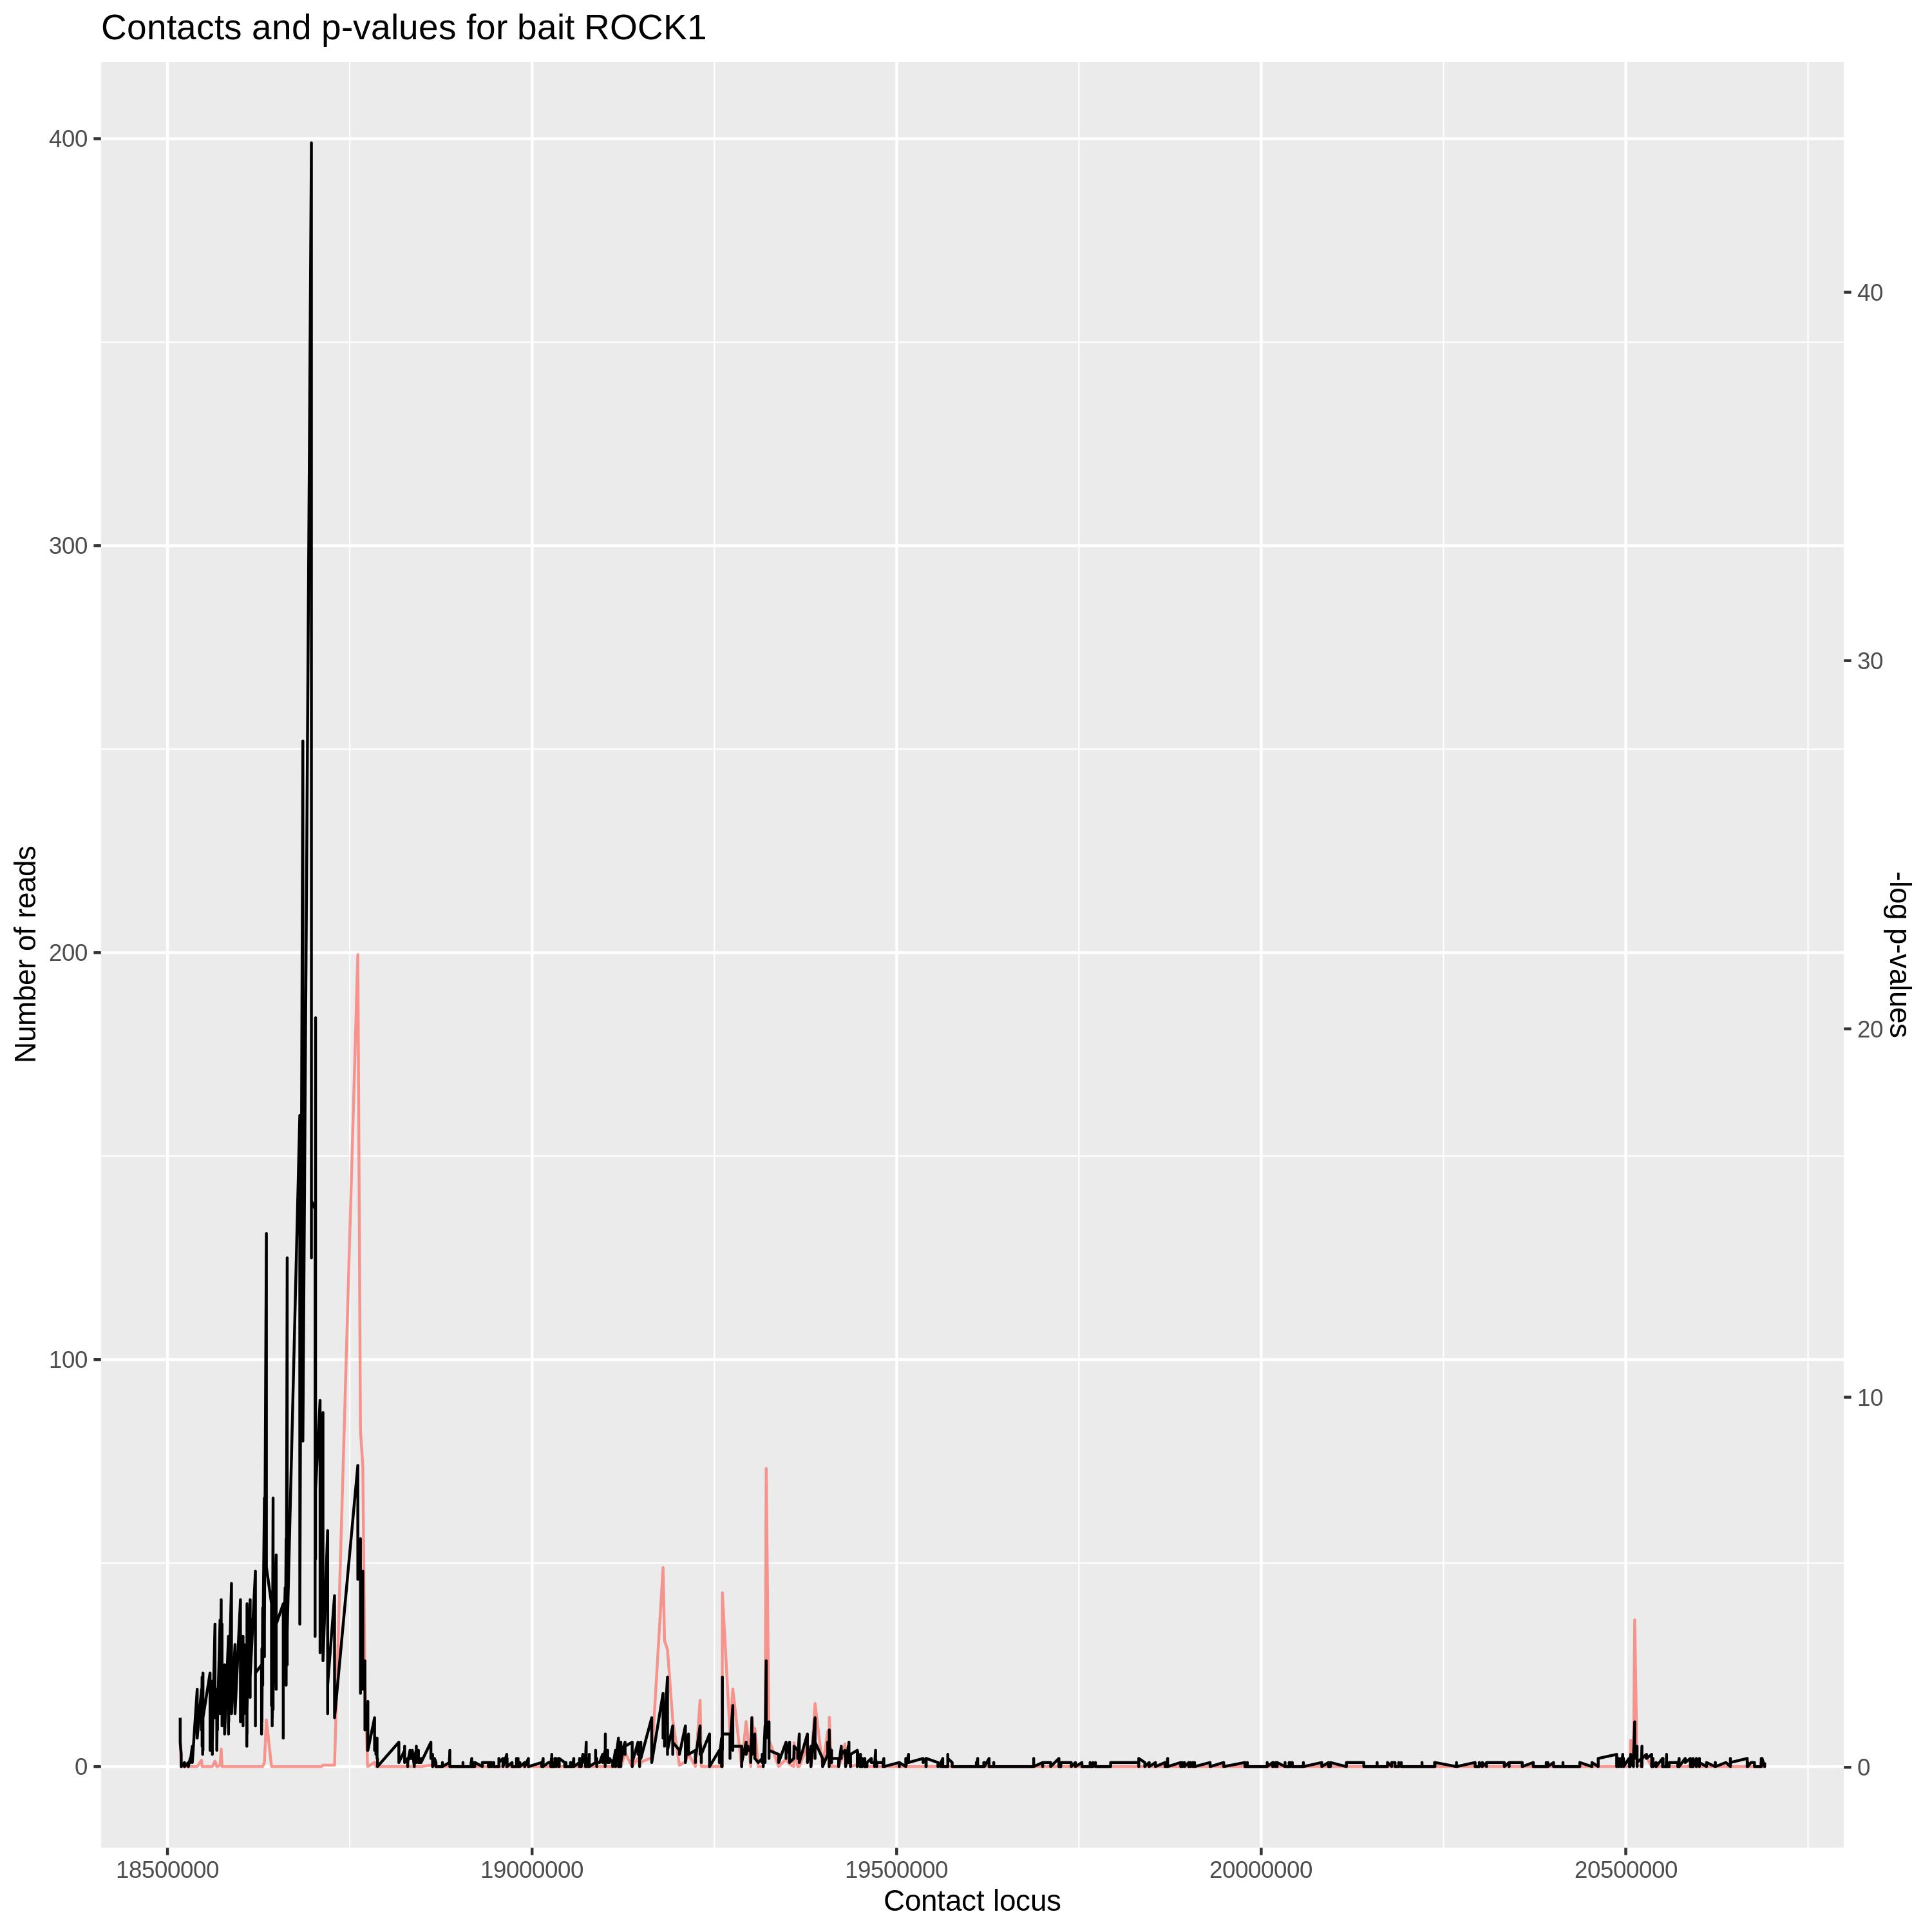 Contacts and p-values for bait ROCK1
400
300
200
100
0
Number of reads
40
30
20
10
0
-log p-values
18500000 19000000 19500000 20000000 20500000
Contact locus